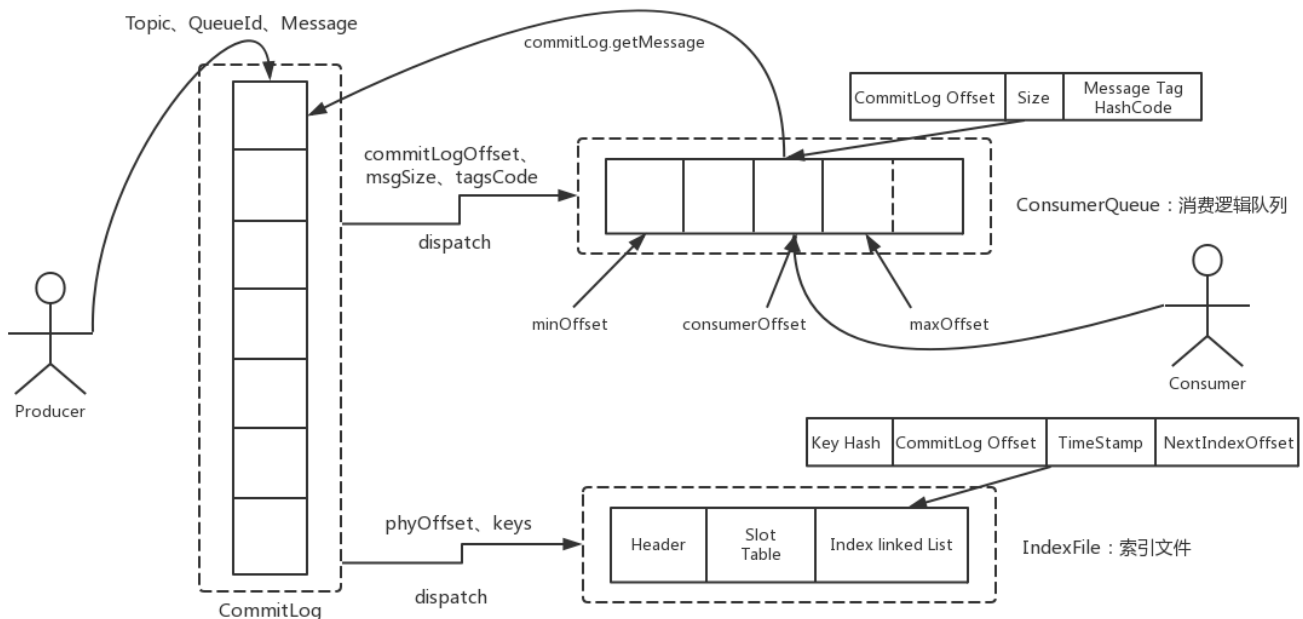 Topic、QueueId、Message
commitLog.getMessage
CommitLog Offset
Size
Message Tag
HashCode
commitLogOffset、
msgSize、tagsCode
dispatch
ConsumerQueue：消费逻辑队列
minOffset
consumerOffset
maxOffset
Producer
Consumer
Key Hash
CommitLog Offset
TimeStamp
NextIndexOffset
phyOffset、keys
dispatch
Header
Slot
Table
Index linked List
IndexFile：索引文件
CommitLog